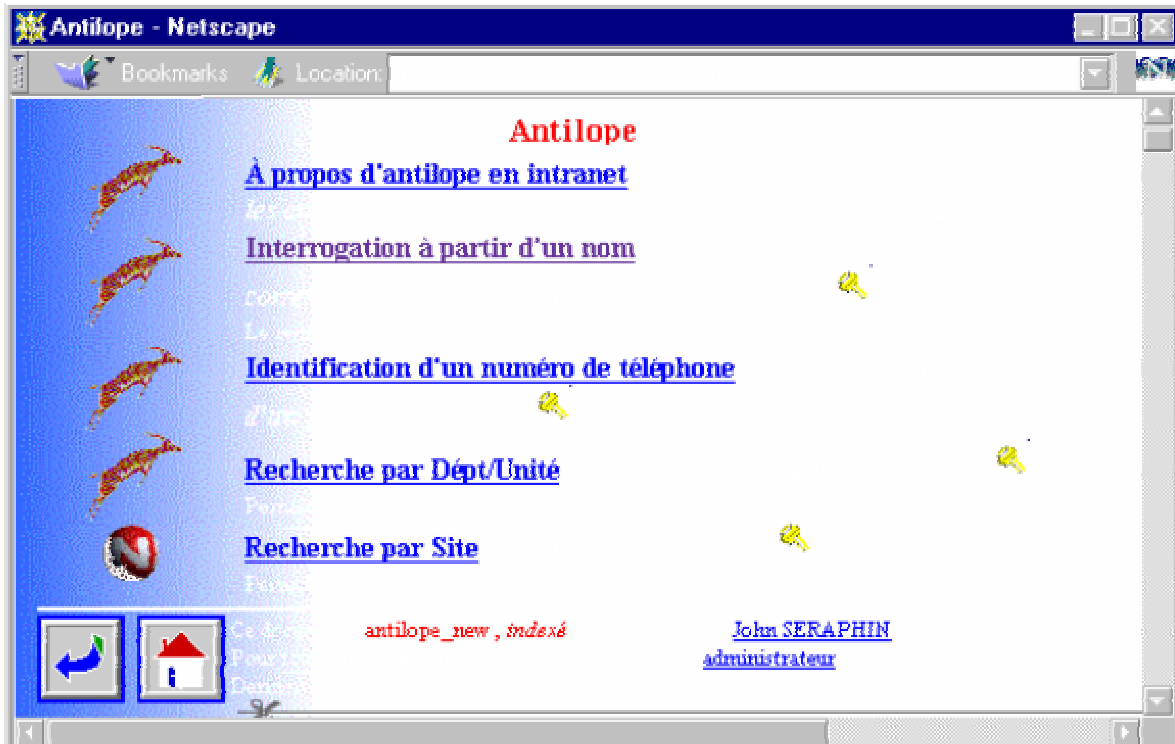 Antilope - Netscape
Bookmarks Location:
Antilope
À propos d'antilope en intranet
Interrogation à partir d'un nom
Identification d'un numéro de téléphone
d'un
Recherche par Dépt/Unité
Recherche par Site
antilope_new , indexé John SERAPHIN
administrateur